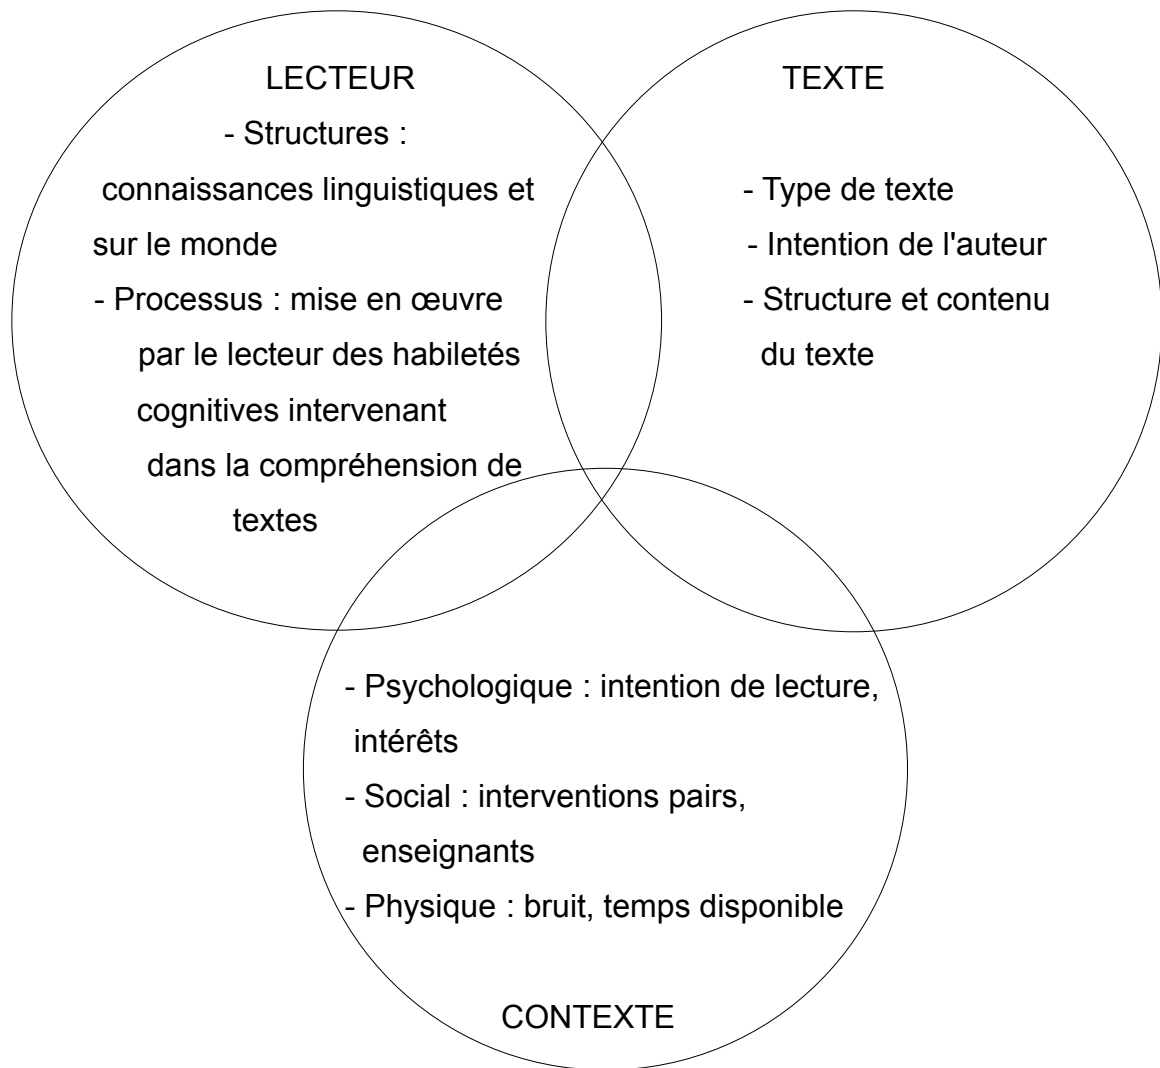 LECTEUR
- Structures :
connaissances linguistiques et
sur le monde
- Processus : mise en œuvre
par le lecteur des habiletés
cognitives intervenant
dans la compréhension de
textes
TEXTE
- Type de texte
- Intention de l'auteur
- Structure et contenu
du texte
- Psychologique : intention de lecture,
intérêts
- Social : interventions pairs,
enseignants
- Physique : bruit, temps disponible
CONTEXTE